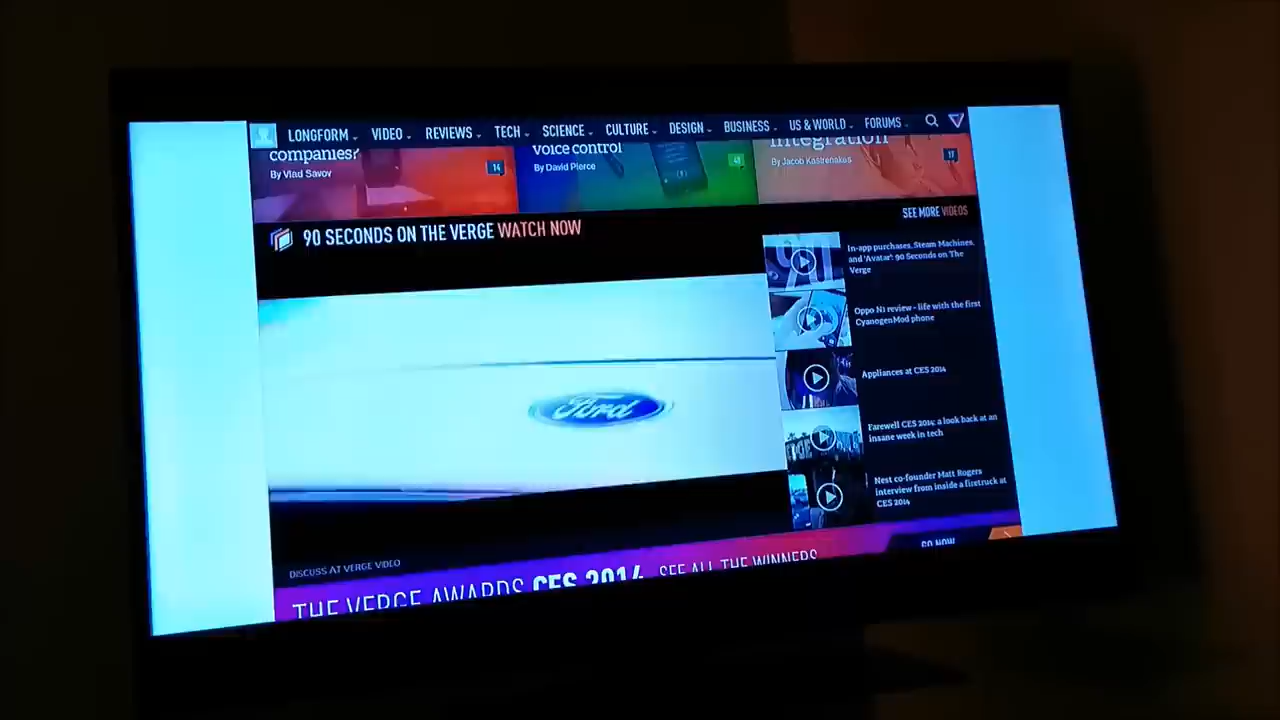 LONGFORM VIDEO REVIEWS TECH SCIENCE CULTURE DESIGN BUSINESS US & WORLD FORUMS
companies?
By Vlad Savov
14
voice control
By David Pierce
48
integration
By Jacob Kastrenakes
17
90 SECONDS ON THE VERGE WATCH NOW
SEE MORE VIDEOS
Ford
In-app purchases, Steam Machines,
and 'Avatar': 90 Seconds on The
Verge
Oppo N1 review - life with the first
CyanogenMod phone
Appliances at CES 2014
Farewell CES 2014: a look back at an
insane week in tech
Nest co-founder Matt Rogers
interview from inside a firetruck at
CES 2014
DISCUSS AT VERGE VIDEO
THE VERGE AWARDS CES 2014 SEE ALL THE WINNERS
GO NOW